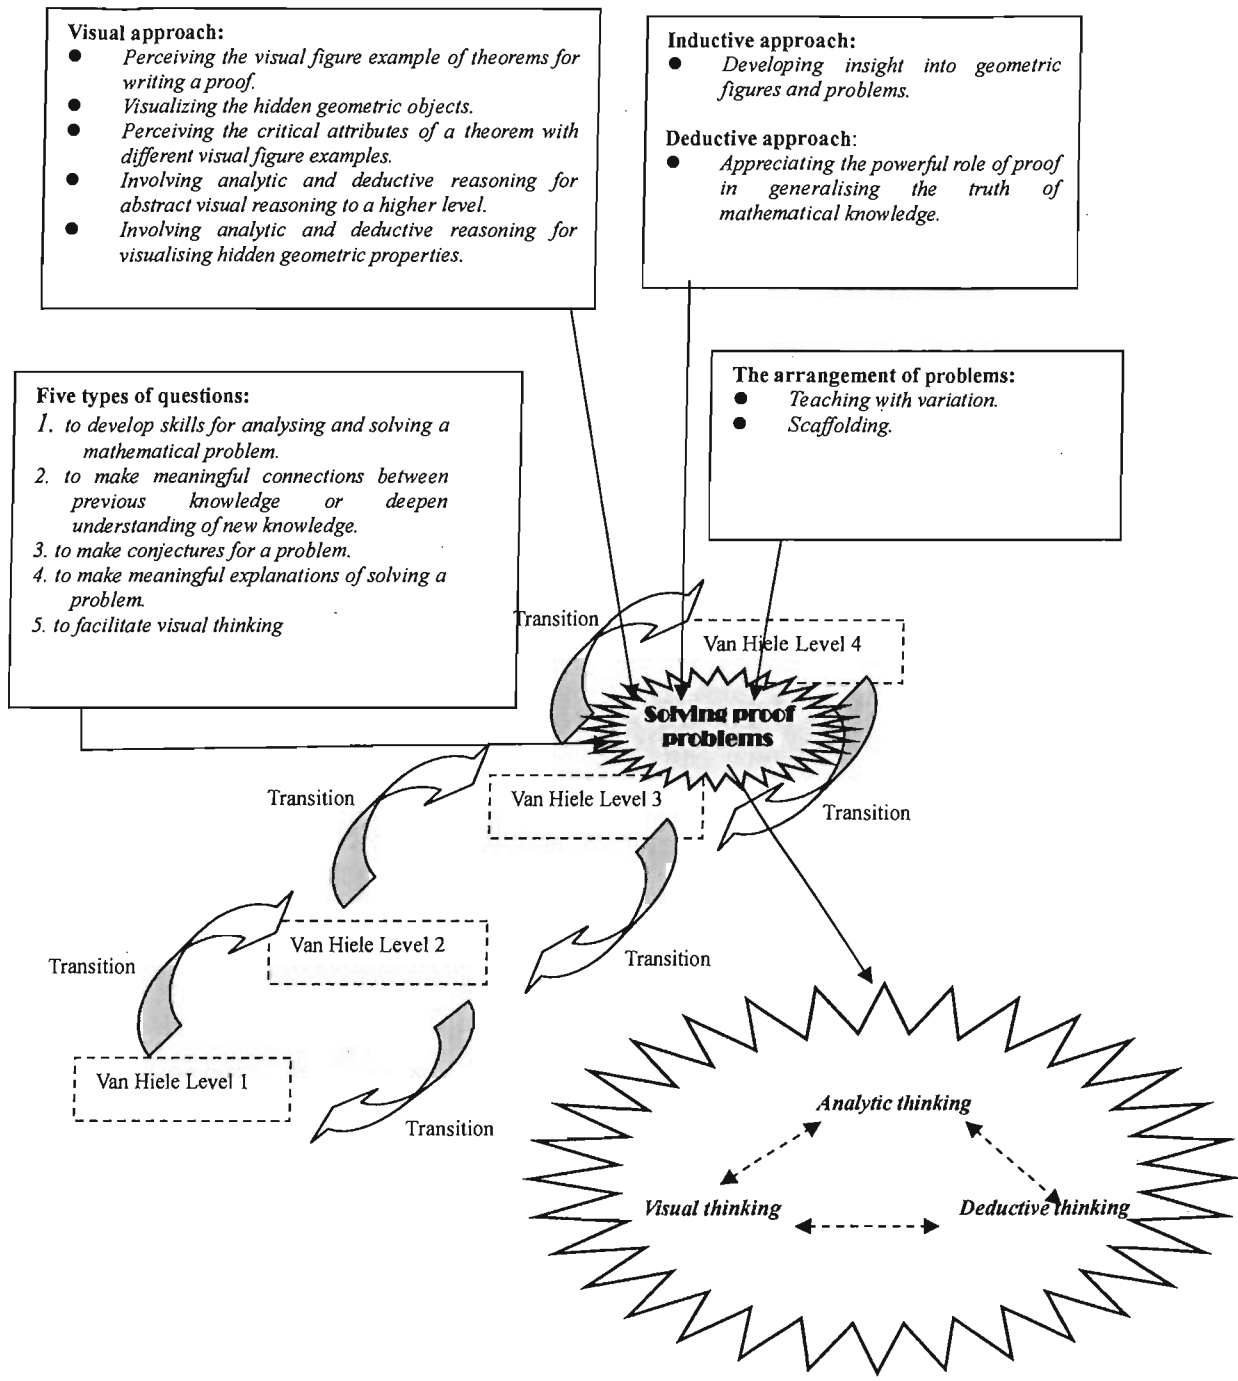 Visual approach:
● Perceiving the visual figure example of theorems for
writing a proof.
● Visualizing the hidden geometric objects.
● Perceiving the critical attributes of a theorem with
different visual figure examples.
● Involving analytic and deductive reasoning for
abstract visual reasoning to a higher level.
● Involving analytic and deductive reasoning for
visualising hidden geometric properties.
Inductive approach:
● Developing insight into geometric
figures and problems.
Deductive approach:
● Appreciating the powerful role of proof
in generalising the truth of
mathematical knowledge.
Five types of questions:
1. to develop skills for analysing and solving a
mathematical problem.
2. to make meaningful connections between
previous knowledge or deepen
understanding of new knowledge.
3. to make conjectures for a problem.
4. to make meaningful explanations of solving a
problem.
5. to facilitate visual thinking
The arrangement of problems:
● Teaching with variation.
● Scaffolding.
Transition
Van Hiele Level 4
Solving proof
problems
Transition
Van Hiele Level 3
Transition
Van Hiele Level 2
Transition
Transition
Van Hiele Level 1
Transition
Analytic thinking
Visual thinking
Deductive thinking